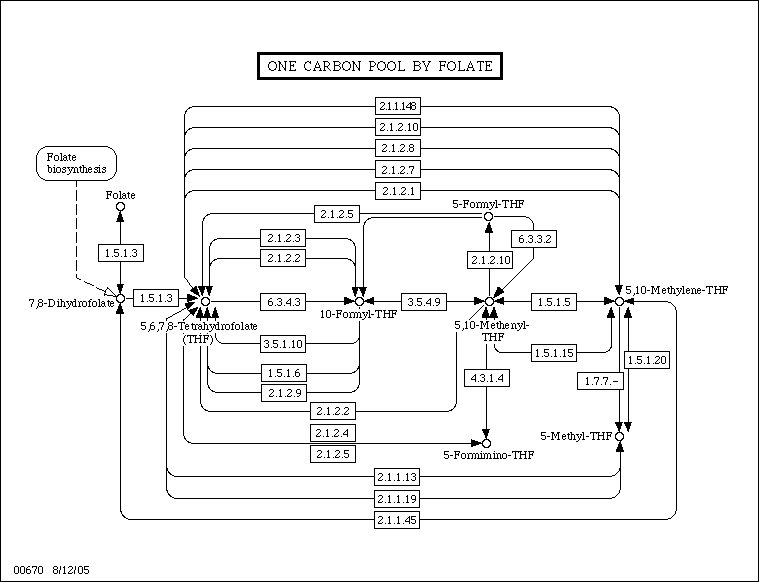 ONE CARBON POOL BY FOLATE
2.1.1.148
2.1.2.10
2.1.2.8
2.1.2.7
2.1.2.1
Folate
biosynthesis
Folate
5-Formyl-THF
2.1.2.5
2.1.2.3
6.3.3.2
1.5.1.3
2.1.2.2
2.1.2.10
5,10-Methylene-THF
7,8-Dihydrofolate
1.5.1.3
6.3.4.3
3.5.4.9
1.5.1.5
5,6,7,8-Tetrahydrofolate
(THF)
10-Formyl-THF
5,10-Methenyl-
THF
3.5.1.10
1.5.1.15
1.5.1.20
1.5.1.6
4.3.1.4
1.7.7.-
2.1.2.9
2.1.2.2
2.1.2.4
5-Methyl-THF
2.1.2.5
5-Formimino-THF
2.1.1.13
2.1.1.19
2.1.1.45
00670 8/12/05